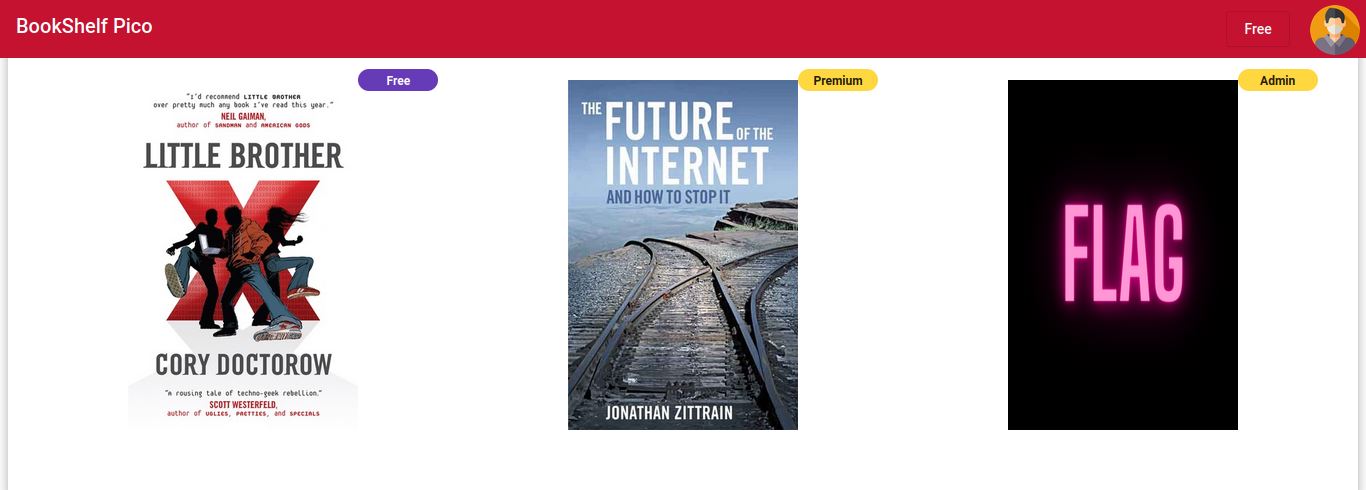 BookShelf Pico
Free
Free
"I'd recommend LITTLE BROTHER
over pretty much any book I've read this year."
NEIL GAIMAN,
author of SANDMAN and AMERICAN GODS
LITTLE BROTHER
X
CORY DOCTOROW
"A rousing tale of techno-geek rebellion."
SCOTT WESTERFELD,
author of UGLIES, PRETTIES, and SPECIALS
Premium
THE FUTURE OF THE
INTERNET
AND HOW TO STOP IT
JONATHAN ZITTRAIN
Admin
FLAG